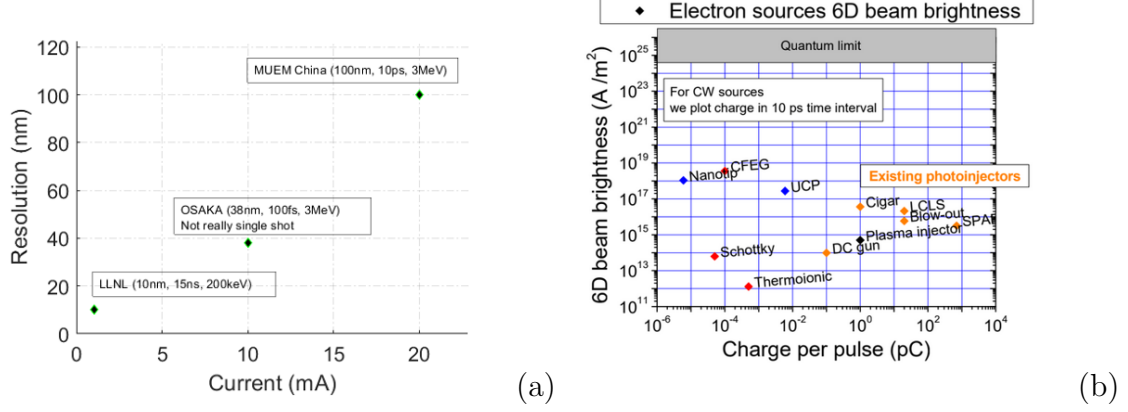 120
100
80
60
40
20
0
Resolution (nm)
MUEM China (100nm, 10ps, 3MeV)
OSAKA (38nm, 100fs, 3MeV)
Not really single shot
LLNL (10nm, 15ns, 200keV)
0 5 10 15 20
Current (mA)
(a)
Electron sources 6D beam brightness
Quantum limit
For CW sources
we plot charge in 10 ps time interval
10^25
10^23
10^21
10^19
10^17
10^15
10^13
10^11
6D beam brightness (A /m^2)
CFEG
Nanotip
UCP
Existing photoinjectors
Cigar
LCLS
Blow-out
SPAR
Plasma injector
DC gun
Schottky
Thermoionic
10^-6 10^-4 10^-2 10^0 10^2 10^4
Charge per pulse (pC)
(b)